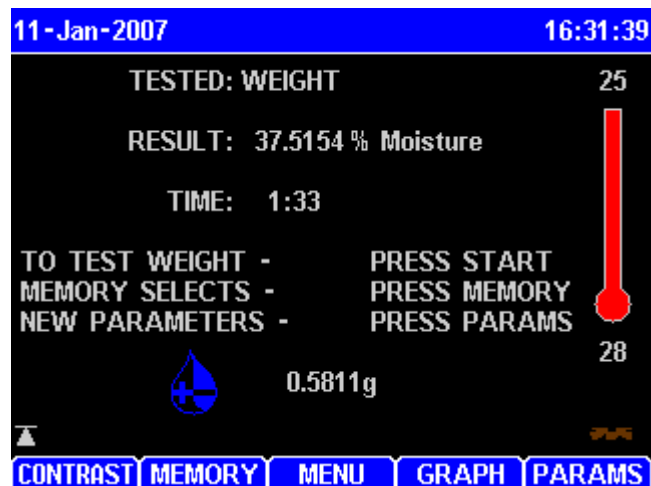 11-Jan-2007 16:31:39
TESTED: WEIGHT 25
RESULT: 37.5154 % Moisture
TIME: 1:33
TO TEST WEIGHT - PRESS START
MEMORY SELECTS - PRESS MEMORY
NEW PARAMETERS - PRESS PARAMS
28
0.5811g
CONTRAST MEMORY MENU GRAPH PARAMS